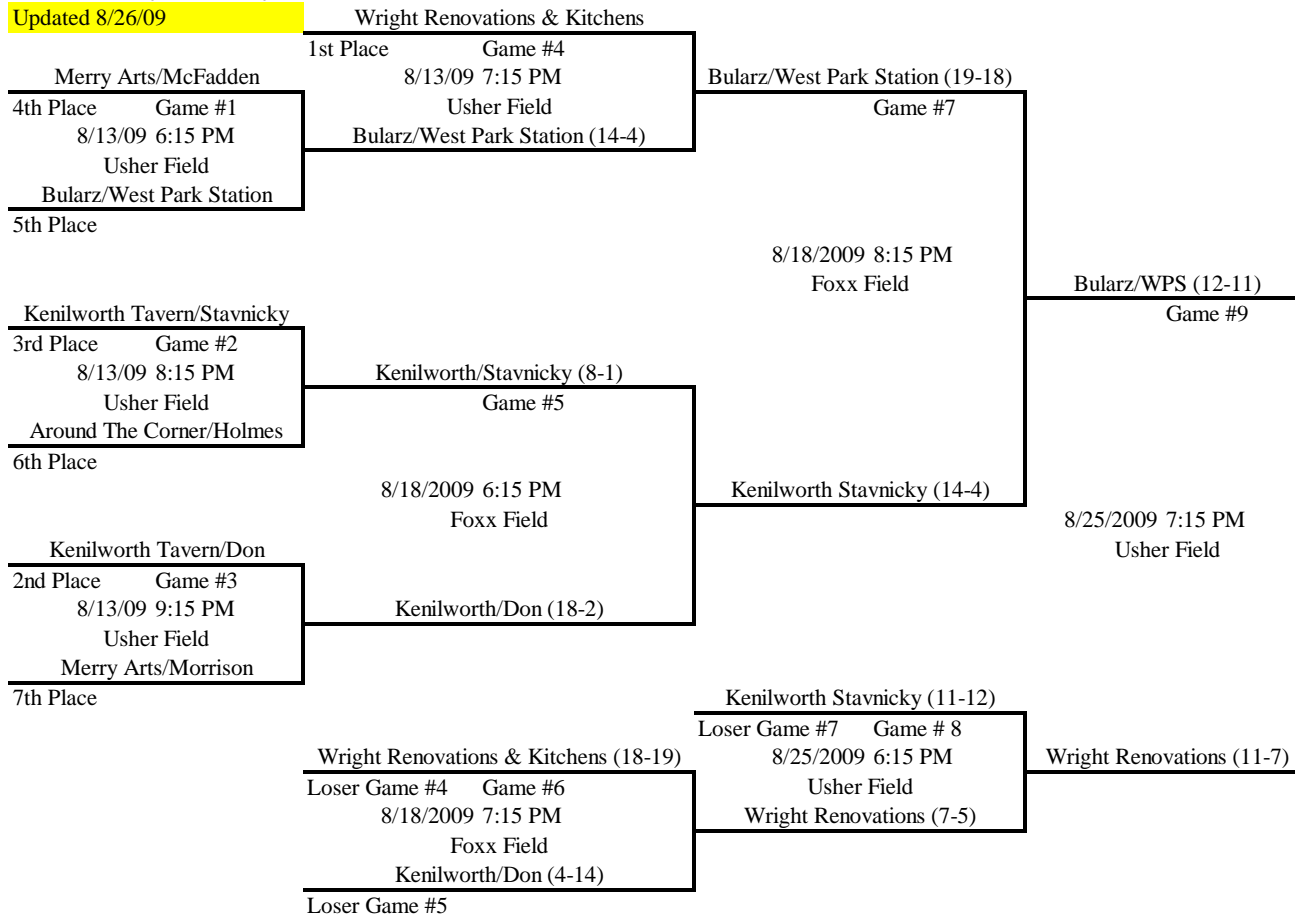 Updated 8/26/09
Wright Renovations & Kitchens
1st Place Game #4
Merry Arts/McFadden
8/13/09 7:15 PM
Bularz/West Park Station (19-18)
4th Place Game #1
Usher Field
Game #7
8/13/09 6:15 PM
Bularz/West Park Station (14-4)
Usher Field
Bularz/West Park Station
5th Place
8/18/2009 8:15 PM
Foxx Field
Bularz/WPS (12-11)
Kenilworth Tavern/Stavnicky
Game #9
3rd Place Game #2
8/13/09 8:15 PM
Kenilworth/Stavnicky (8-1)
Usher Field
Game #5
Around The Corner/Holmes
6th Place
8/18/2009 6:15 PM
Kenilworth Stavnicky (14-4)
Foxx Field
8/25/2009 7:15 PM
Kenilworth Tavern/Don
Usher Field
2nd Place Game #3
8/13/09 9:15 PM
Kenilworth/Don (18-2)
Usher Field
Merry Arts/Morrison
7th Place
Kenilworth Stavnicky (11-12)
Loser Game #7 Game # 8
Wright Renovations & Kitchens (18-19)
8/25/2009 6:15 PM
Wright Renovations (11-7)
Loser Game #4 Game #6
Usher Field
8/18/2009 7:15 PM
Wright Renovations (7-5)
Foxx Field
Kenilworth/Don (4-14)
Loser Game #5